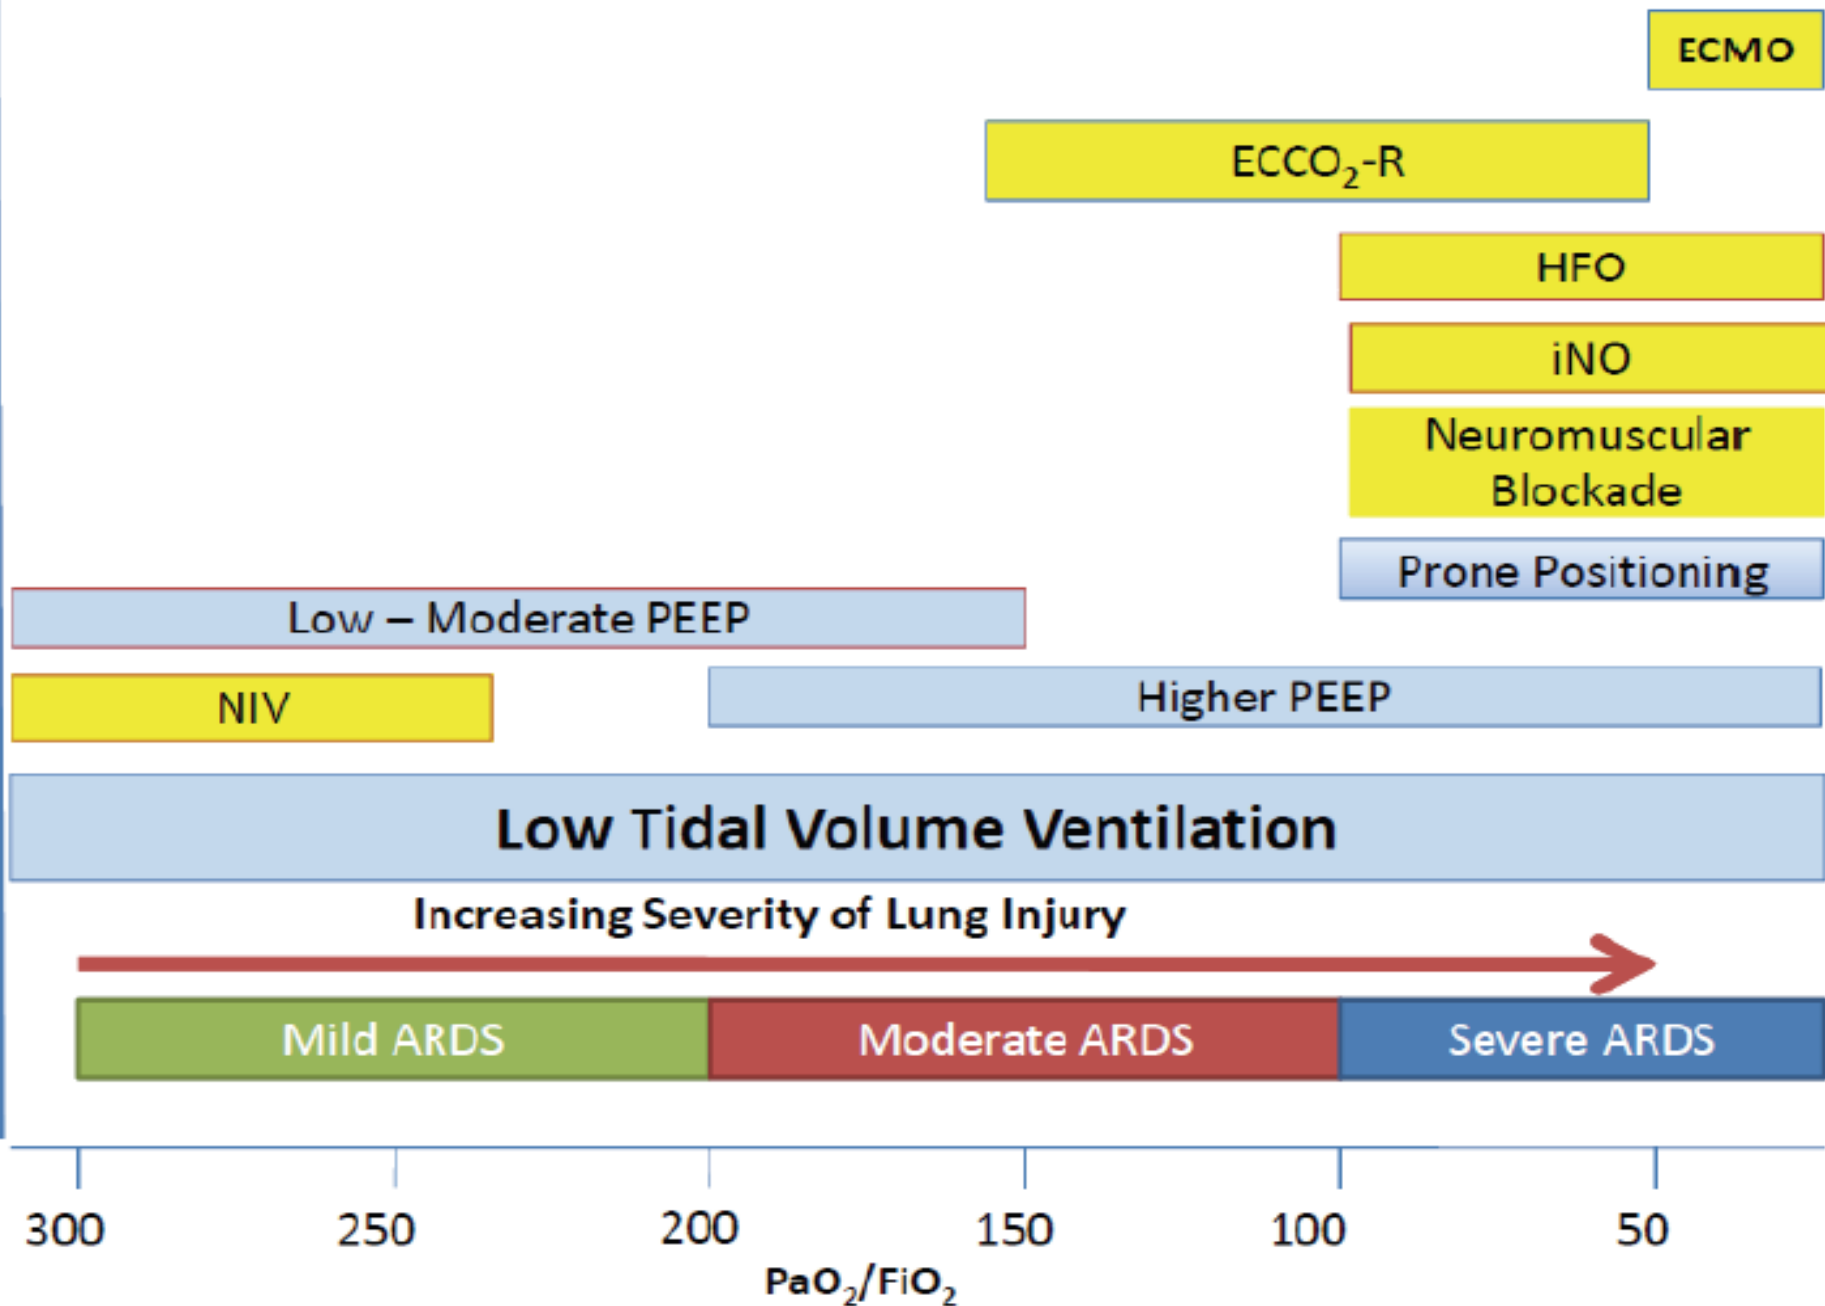 ECMO
ECCO₂-R
HFO
iNO
Neuromuscular
Blockade
Prone Positioning
Low – Moderate PEEP
Higher PEEP
NIV
Low Tidal Volume Ventilation
Increasing Severity of Lung Injury
Mild ARDS
Moderate ARDS
Severe ARDS
300 250 200 150 100 50
PaO₂/FiO₂